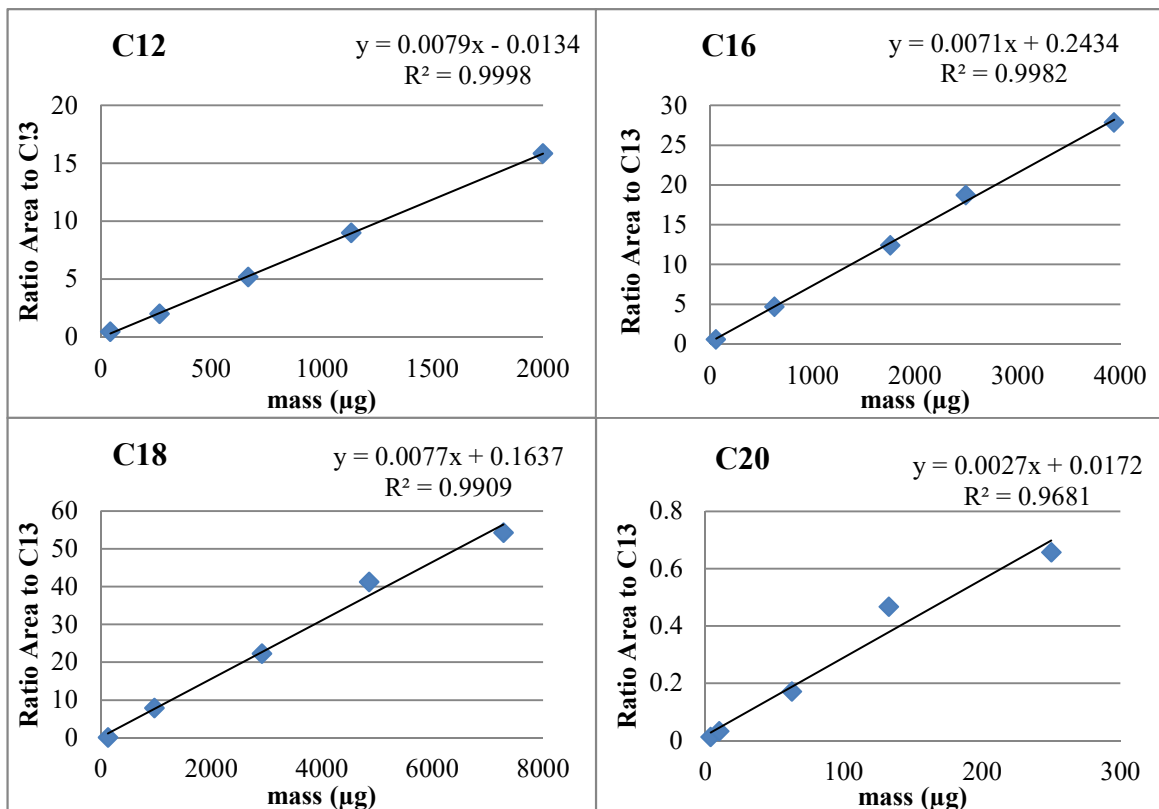 C12
y = 0.0079x - 0.0134
R² = 0.9998
Ratio Area to C!3
20
15
10
5
0
0 500 1000 1500 2000
mass (µg)
C16
y = 0.0071x + 0.2434
R² = 0.9982
Ratio Area to C13
30
25
20
15
10
5
0
0 1000 2000 3000 4000
mass (µg)
C18
y = 0.0077x + 0.1637
R² = 0.9909
Ratio Area to C13
60
50
40
30
20
10
0
0 2000 4000 6000 8000
mass (µg)
C20
y = 0.0027x + 0.0172
R² = 0.9681
Ratio Area to C13
0.8
0.6
0.4
0.2
0
0 100 200 300
mass (µg)